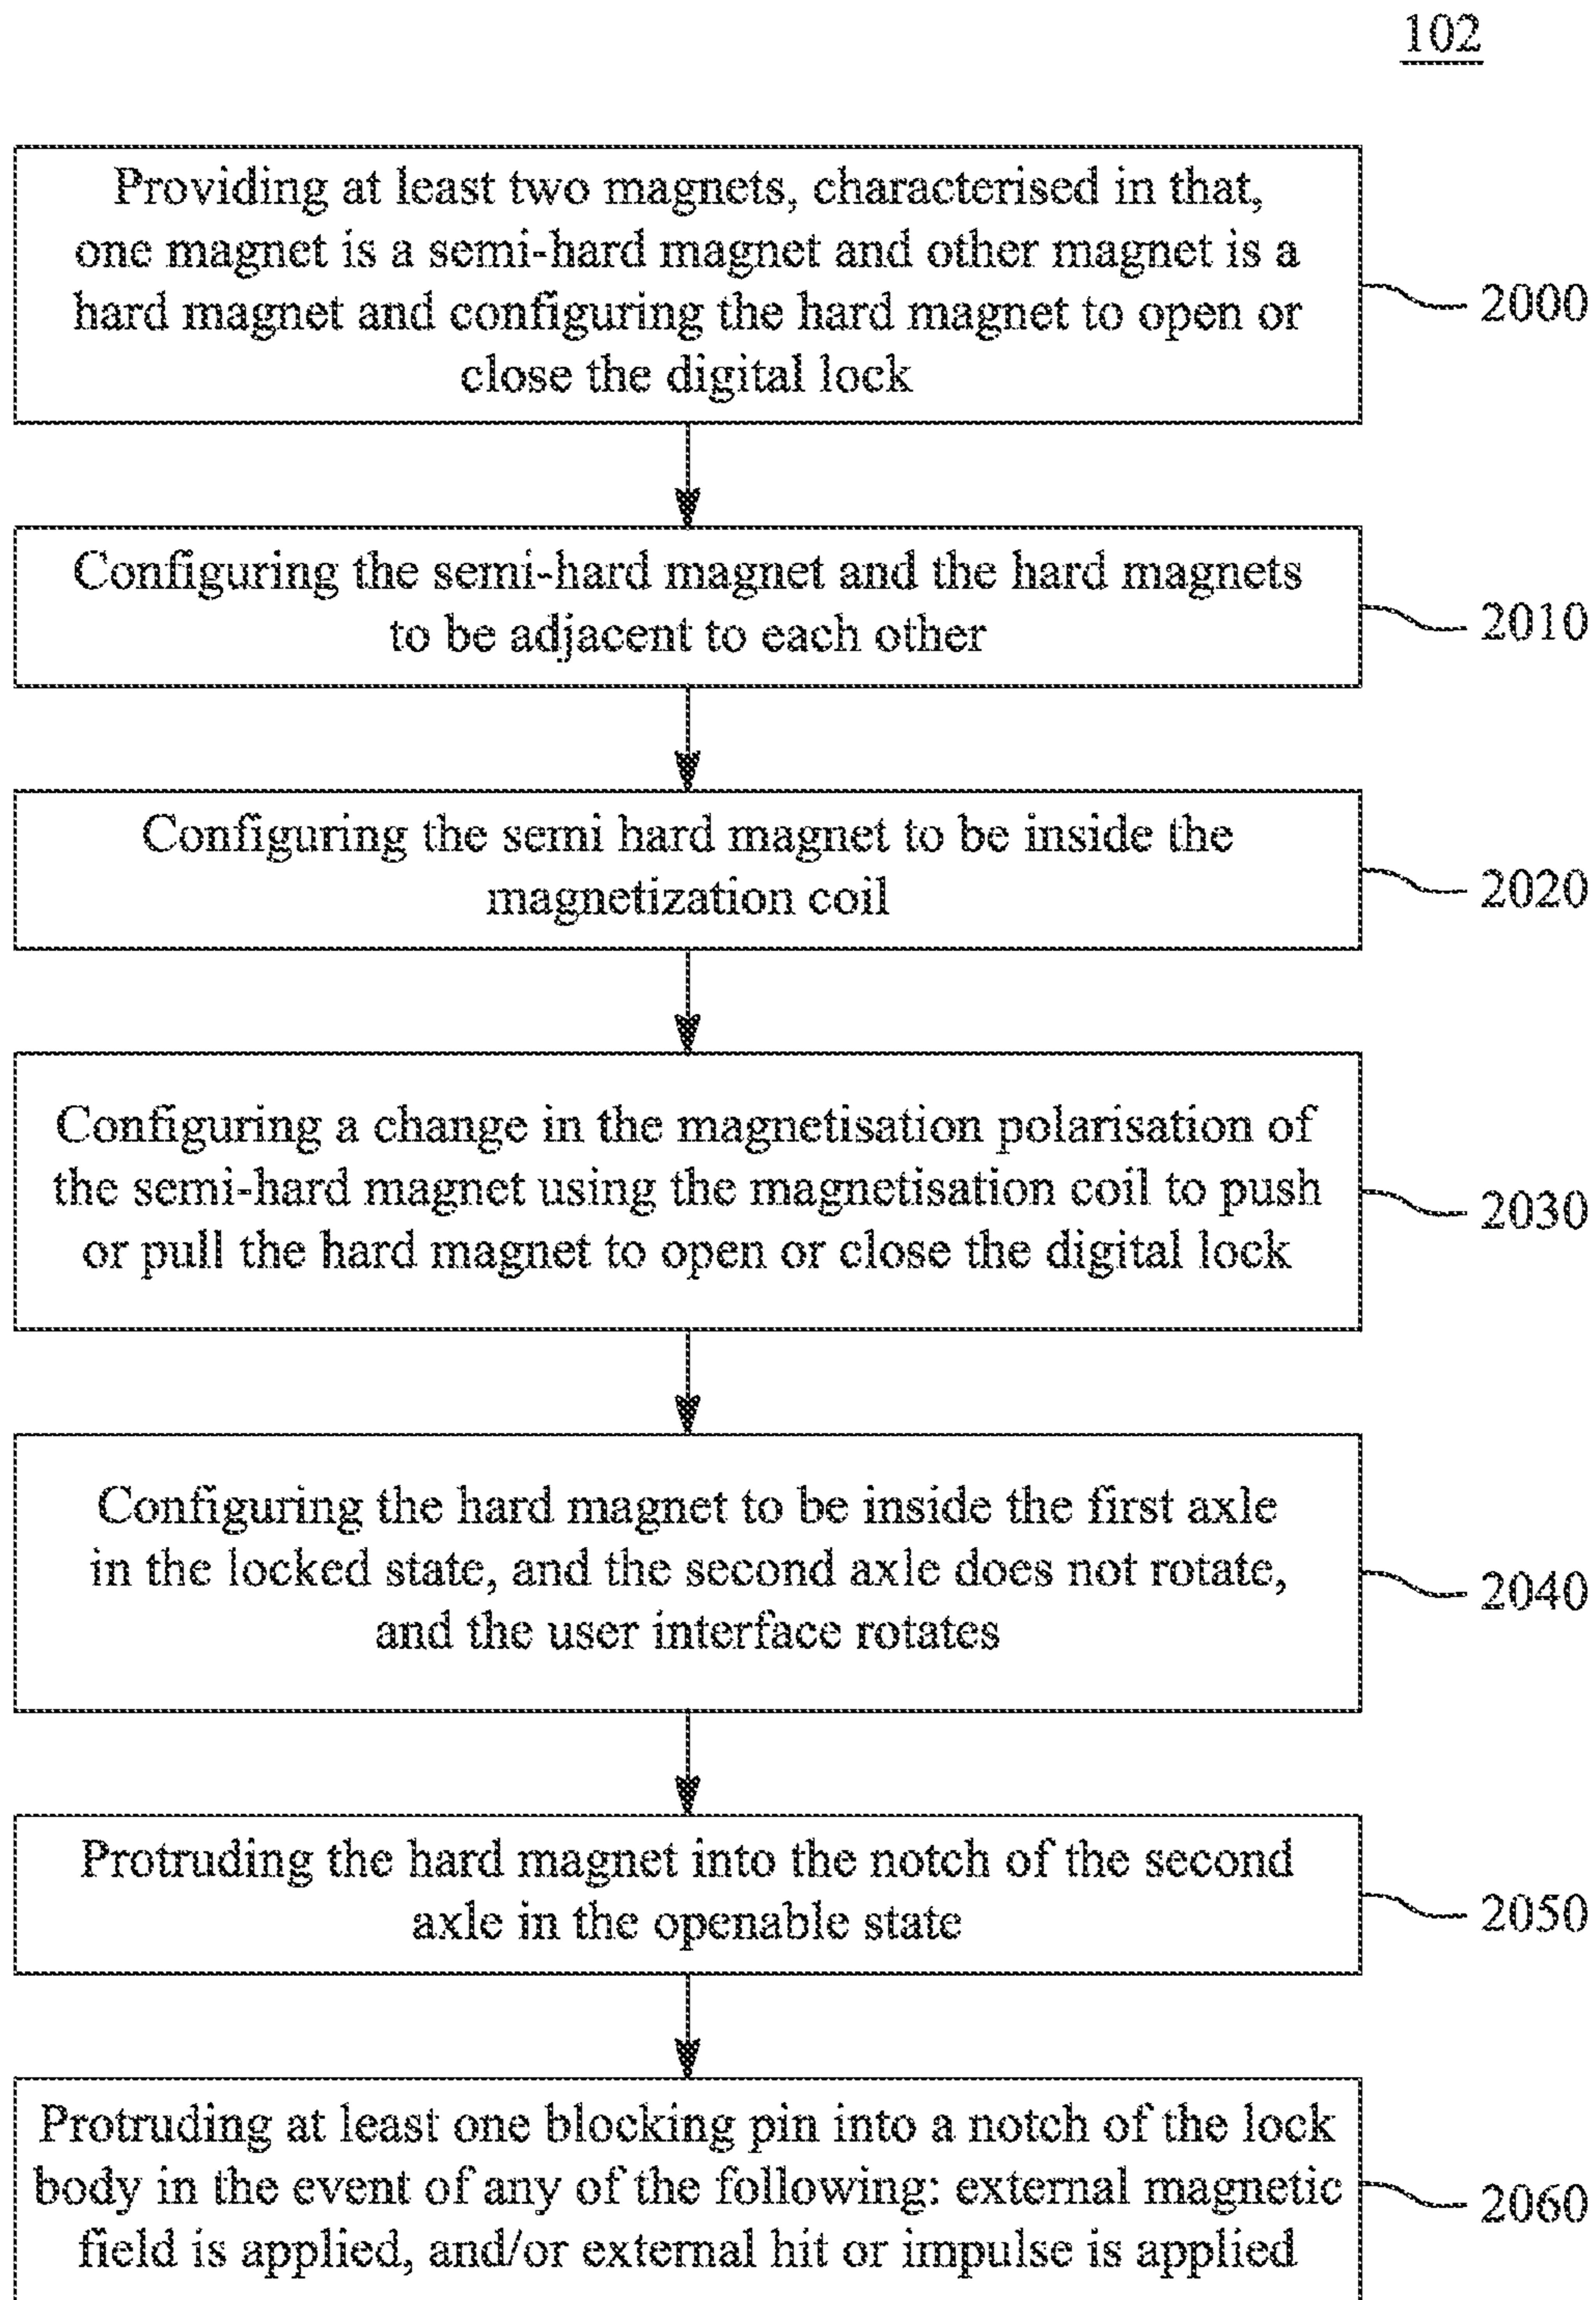 102
Providing at least two magnets, characterised in that,
one magnet is a semi-hard magnet and other magnet is a
hard magnet and configuring the hard magnet to open or
close the digital lock
2000
Configuring the semi-hard magnet and the hard magnets
to be adjacent to each other
2010
Configuring the semi hard magnet to be inside the
magnetization coil
2020
Configuring a change in the magnetisation polarisation of
the semi-hard magnet using the magnetisation coil to push
or pull the hard magnet to open or close the digital lock
2030
Configuring the hard magnet to be inside the first axle
in the locked state, and the second axle does not rotate,
and the user interface rotates
2040
Protruding the hard magnet into the notch of the second
axle in the openable state
2050
Protruding at least one blocking pin into a notch of the lock
body in the event of any of the following: external magnetic
field is applied, and/or external hit or impulse is applied
2060